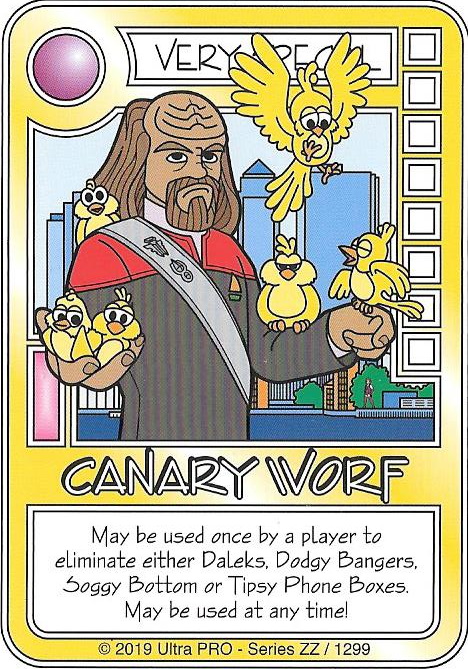 VERY
CANARY WORF
May be used once by a player to
eliminate either Daleks, Dodgy Bangers,
Soggy Bottom or Tipsy Phone Boxes.
May be used at any time!
© 2019 Ultra PRO - Series ZZ / 1299